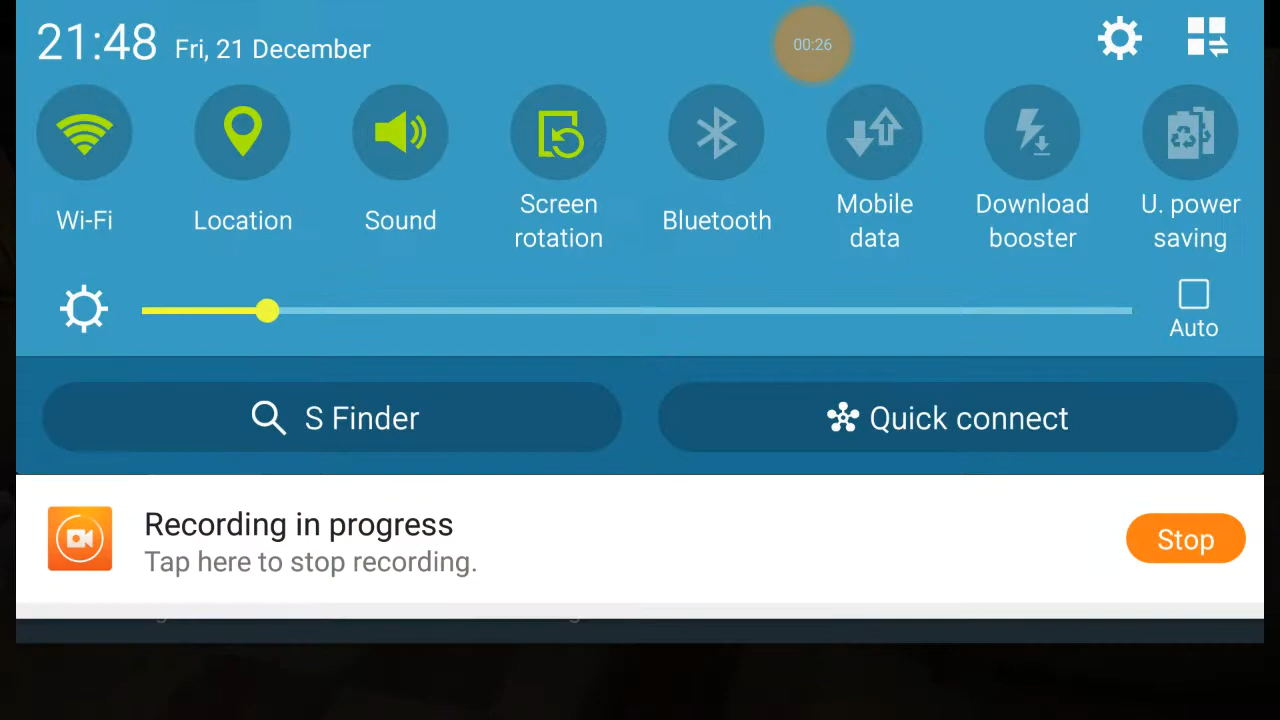 21:48 Fri, 21 December
00:26
Wi-Fi
Location
Sound
Screen
rotation
Bluetooth
Mobile
data
Download
booster
U. power
saving
Auto
S Finder
Quick connect
Recording in progress
Tap here to stop recording.
Stop